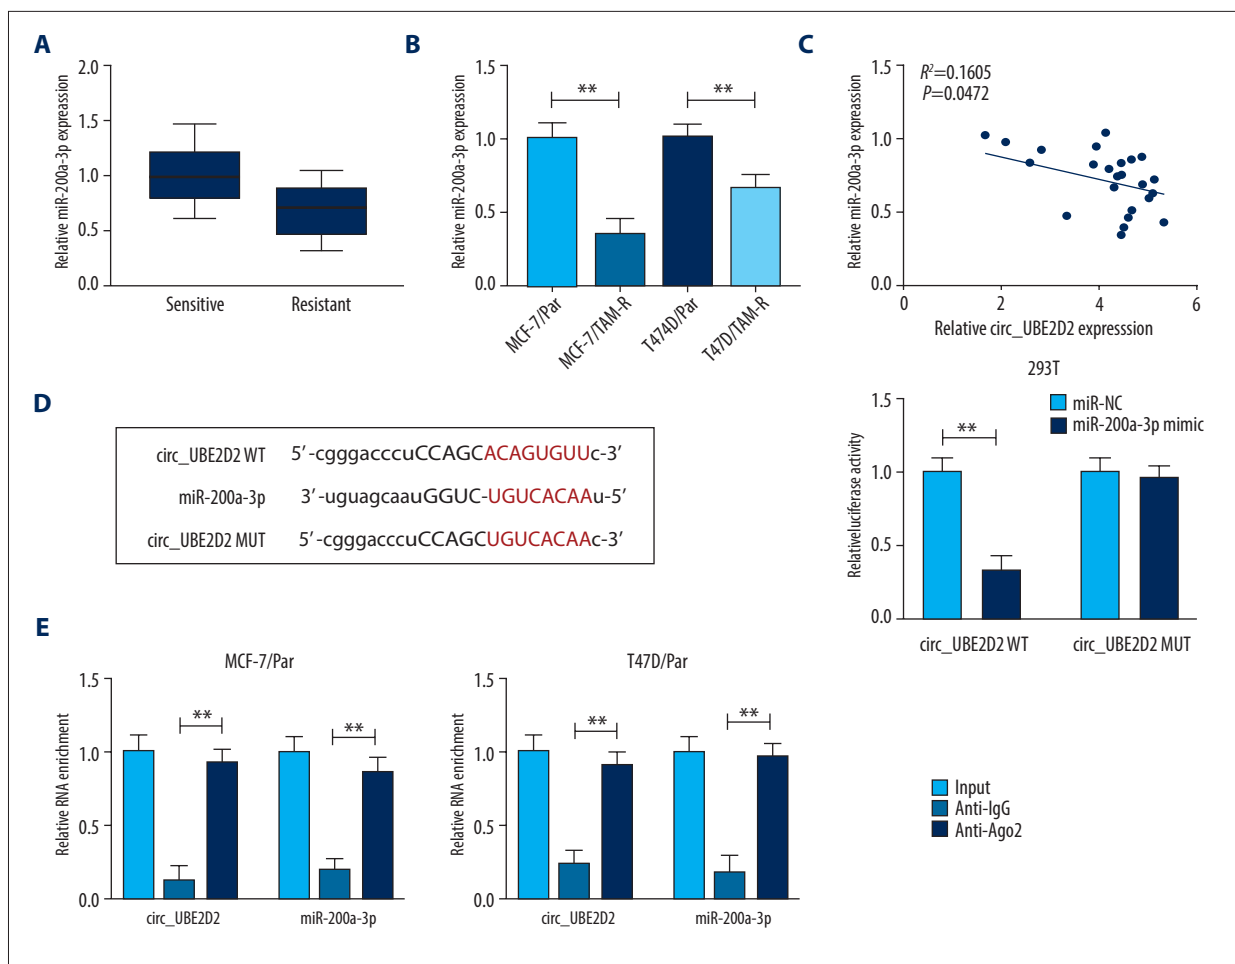 A
2.0
1.5
1.0
0.5
0.0
Relative miR-200a-3p expreassion
Sensitive
Resistant
B
1.5
1.0
0.5
0.0
Relative miR-200a-3p expreassion
**
**
MCF-7/Par
MCF-7/TAM-R
T474D/Par
T47D/TAM-R
C
R²=0.1605
P=0.0472
1.5
1.0
0.5
0.0
Relative miR-200a-3p expreassion
0
2
4
6
Relative circ_UBE2D2 expresssion
D
circ_UBE2D2 WT 5′-cgggacccuCCAGCACAGUGUUc-3′
miR-200a-3p 3′-uguagcaauGGUC-UGUCACAAu-5′
circ_UBE2D2 MUT 5′-cgggacccuCCAGCUGUCACAAc-3′
293T
miR-NC
miR-200a-3p mimic
1.5
1.0
0.5
0.0
Relativeluciferase activity
**
circ_UBE2D2 WT
circ_UBE2D2 MUT
E
MCF-7/Par
1.5
1.0
0.5
0.0
Relative RNA enrichment
**
**
circ_UBE2D2
miR-200a-3p
T47D/Par
1.5
1.0
0.5
0.0
Relative RNA enrichment
**
**
circ_UBE2D2
miR-200a-3p
Input
Anti-IgG
Anti-Ago2